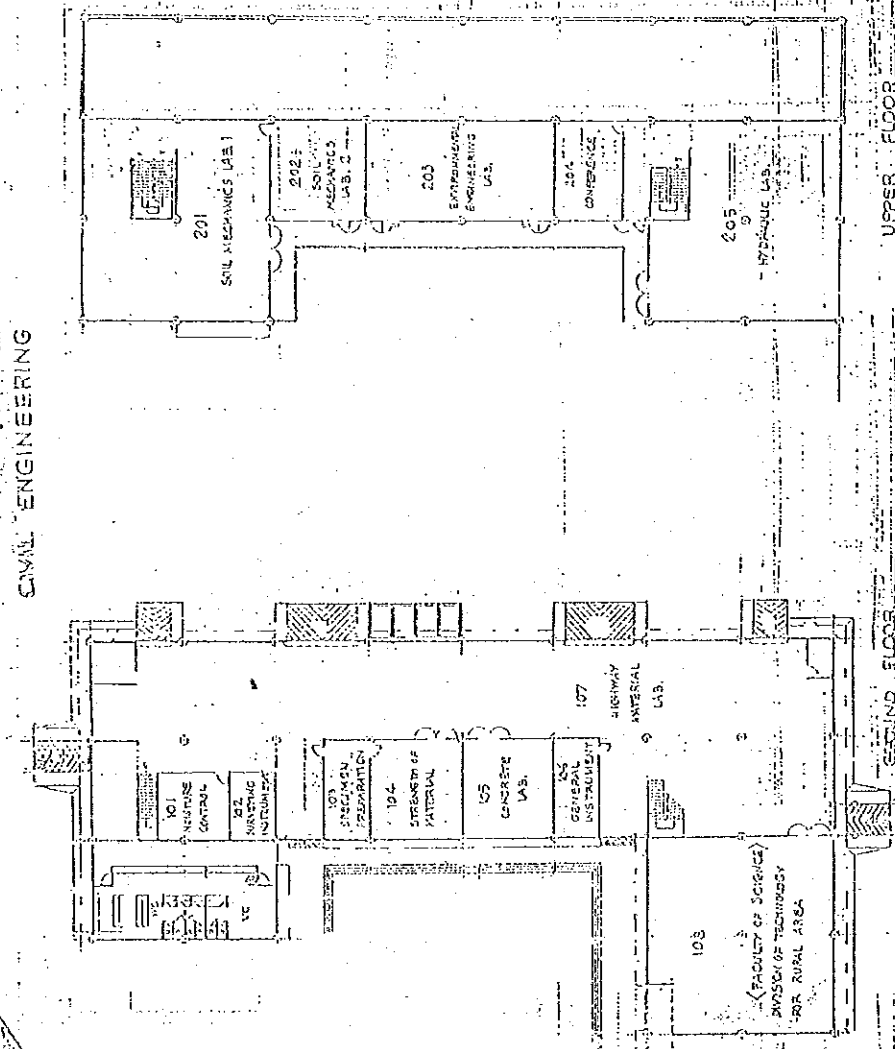 CIVIL ENGINEERING
201
SOIL MECHANICS LAB. 1
202
SOIL
MECHANICS
LAB. 2
203
ENVIRONMENTAL
ENGINEERING
LAB.
204
CONFERENCE
205
HYDRAULIC LAB.
UPPER FLOOR
101
MOISTURE
CONTROL
102
SURVEYING
INSTRUMENT
103
SPECIMEN
PREPARATION
104
STRENGTH OF
MATERIAL
105
CONCRETE
LAB.
106
GENERAL
INSTRUMENT
107
HIGHWAY
MATERIAL
LAB.
108
(FACULTY OF SCIENCE)
DIVISION OF TECHNOLOGY
FOR RURAL AREA
GROUND FLOOR